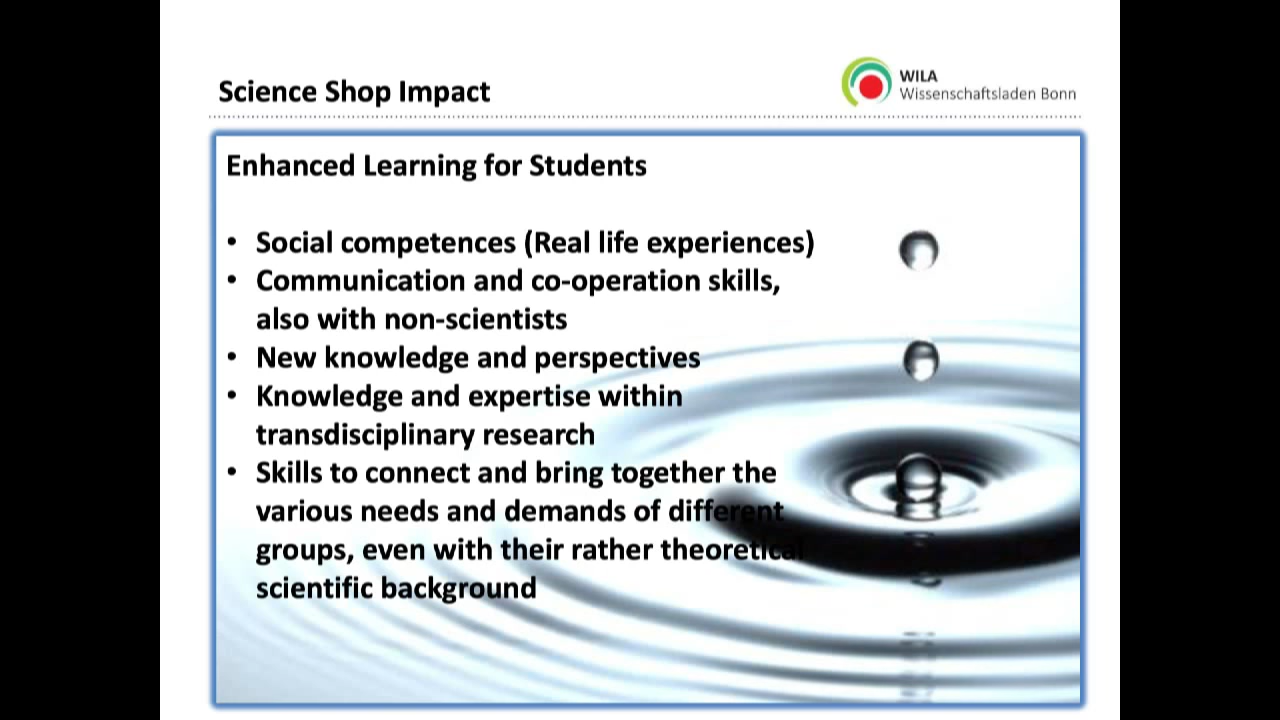 Science Shop Impact
WILA
Wissenschaftsladen Bonn
Enhanced Learning for Students
• Social competences (Real life experiences)
• Communication and co-operation skills,
also with non-scientists
• New knowledge and perspectives
• Knowledge and expertise within
transdisciplinary research
• Skills to connect and bring together the
various needs and demands of different
groups, even with their rather theoretical
scientific background